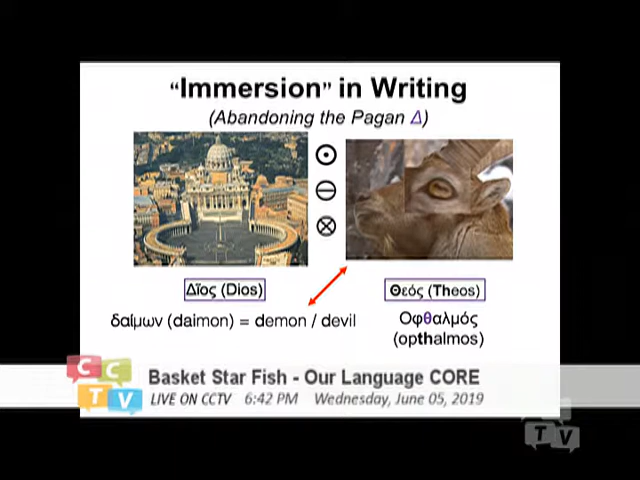 “Immersion” in Writing
(Abandoning the Pagan Δ)
Δῖος (Dios)
Θεός (Theos)
δαίμων (daimon) = demon / devil
Οφθαλμός
(opthalmos)
CC
TV
Basket Star Fish - Our Language CORE
LIVE ON CCTV 6:42 PM Wednesday, June 05, 2019
TV